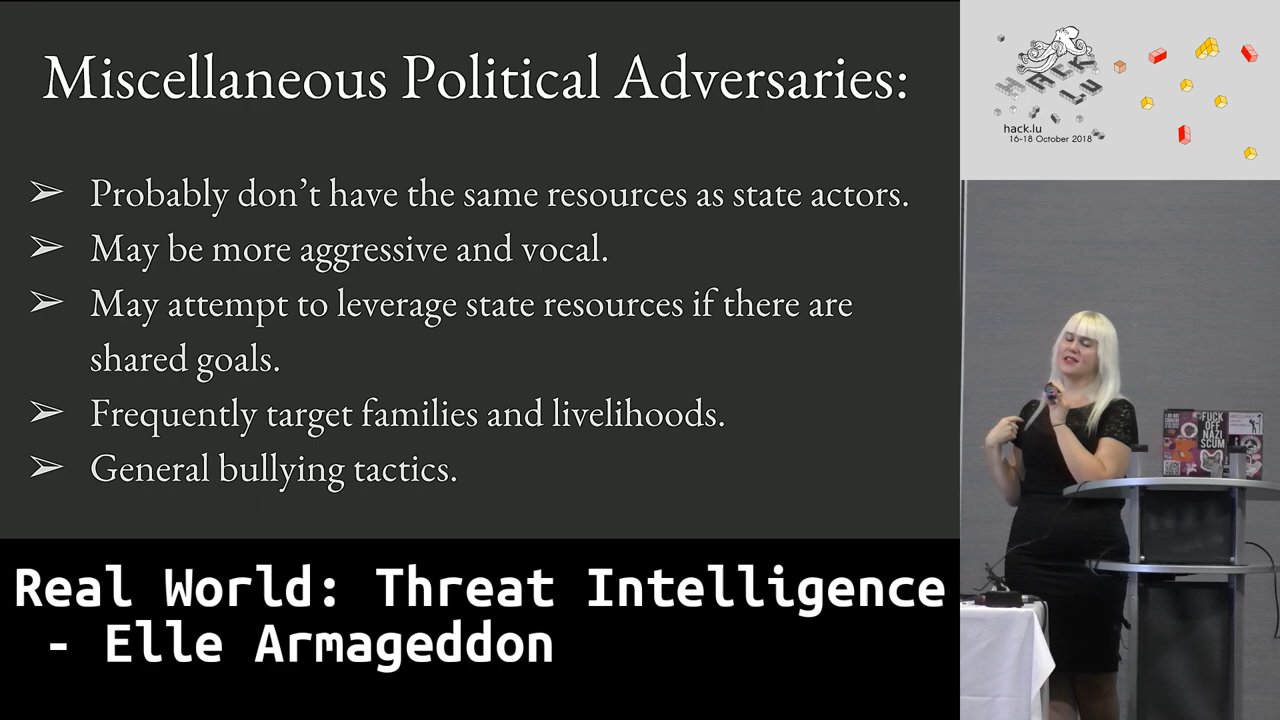 Miscellaneous Political Adversaries:
➢ Probably don’t have the same resources as state actors.
➢ May be more aggressive and vocal.
➢ May attempt to leverage state resources if there are
shared goals.
➢ Frequently target families and livelihoods.
➢ General bullying tactics.
Real World: Threat Intelligence
- Elle Armageddon
HACK
LU
hack.lu
16-18 October 2018
FUCK
OFF
NAZI
SCUM